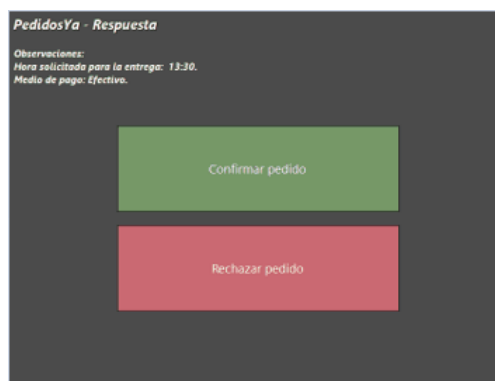 PedidosYa - Respuesta
Observaciones:
Hora solicitada para la entrega: 13:30.
Medio de pago: Efectivo.
Confirmar pedido
Rechazar pedido